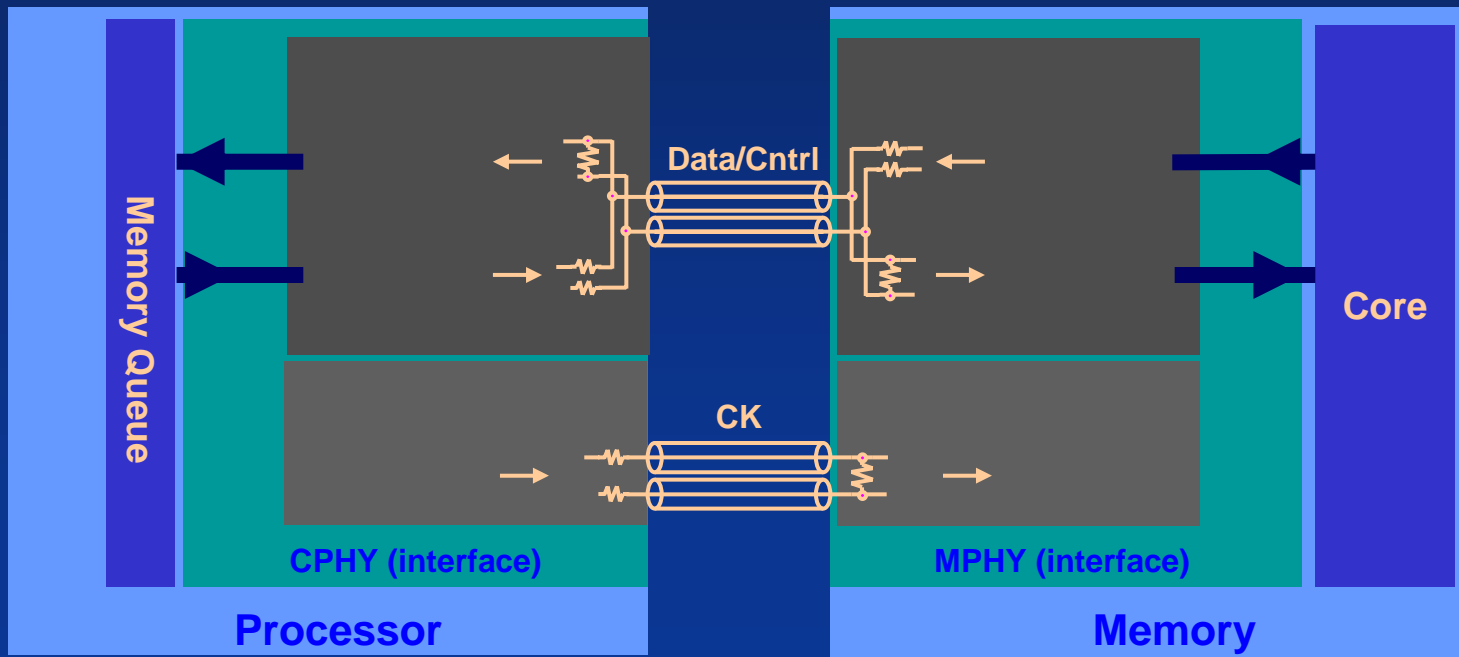 Data/Cntrl
Memory Queue
Core
CK
CPHY (interface)
MPHY (interface)
Processor
Memory